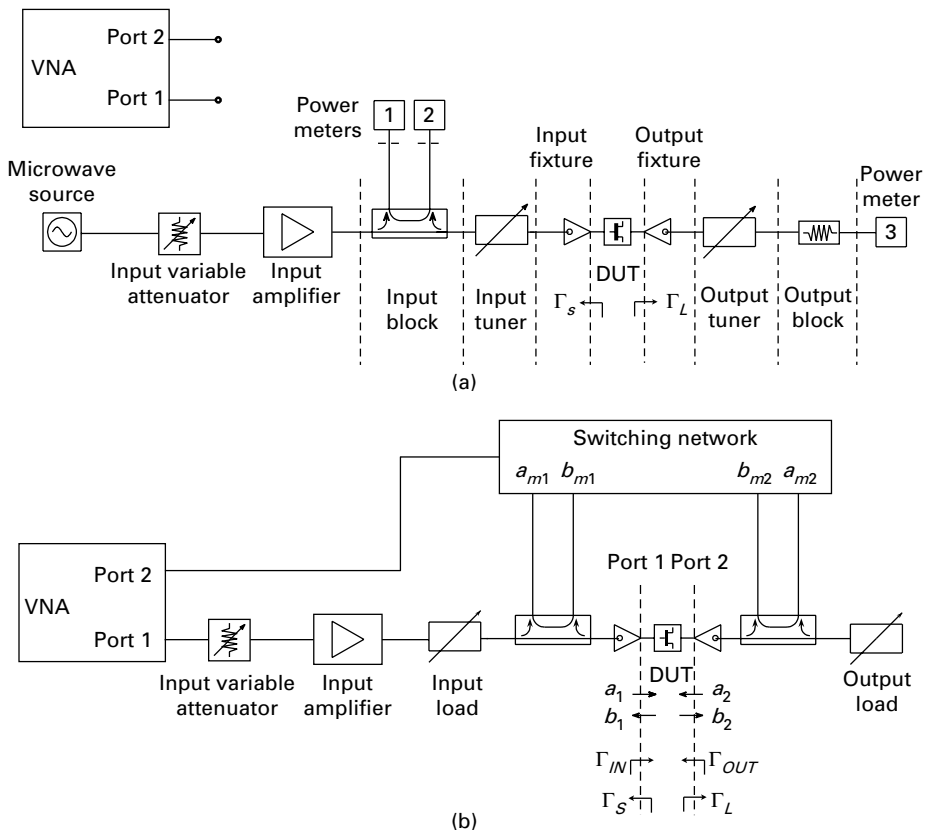 Port 2
VNA
Port 1
Power
meters
1
2
Input
fixture
Output
fixture
Microwave
source
Power
meter
3
Input variable
attenuator
Input
amplifier
Input
block
Input
tuner
DUT
Γs
ΓL
Output
tuner
Output
block
(a)
Switching network
am1
bm1
bm2
am2
Port 1 Port 2
VNA
Port 2
Port 1
Input variable
attenuator
Input
amplifier
Input
load
DUT
Output
load
a1
a2
b1
b2
ΓIN
ΓOUT
ΓS
ΓL
(b)